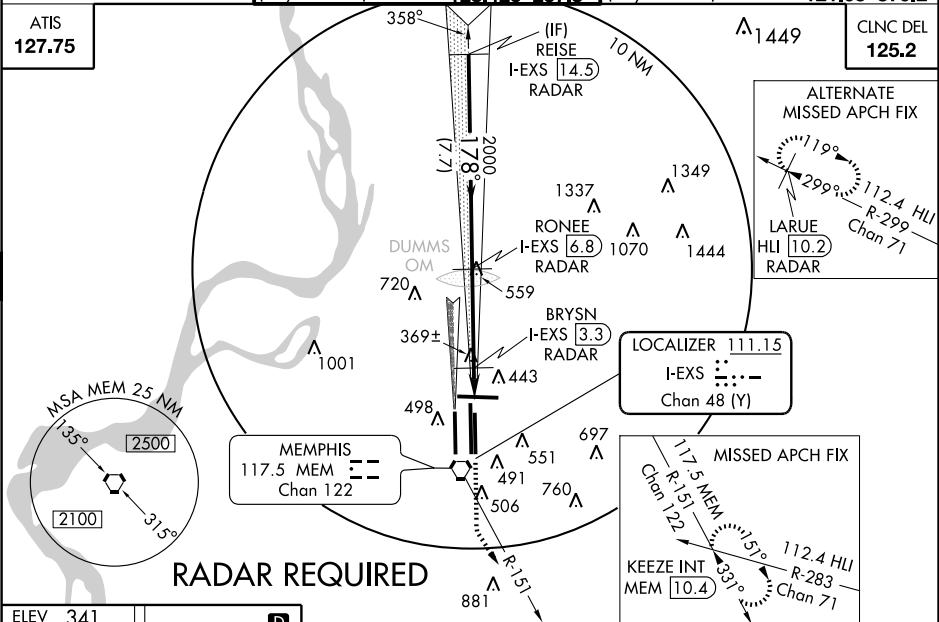 ATIS
127.75
CLNC DEL
125.2
358°
(IF)
REISE
I-EXS 14.5
RADAR
10 NM
1449
ALTERNATE
MISSED APCH FIX
119°
299°
112.4 HLI
R-299
Chan 71
LARUE
HLI 10.2
RADAR
2000
178°
(7.7)
1349
1337
1070
1444
RONEE
I-EXS 6.8
RADAR
DUMMS
OM
720
559
BRYSN
I-EXS 3.3
RADAR
369±
1001
443
LOCALIZER 111.15
I-EXS
Chan 48 (Y)
MSA MEM 25 NM
135°
2500
2100
315°
498
MEMPHIS
117.5 MEM
Chan 122
551
697
491
506
760
R-151
881
MISSED APCH FIX
117.5 MEM
R-151
Chan 122
151°
331°
112.4 HLI
R-283
Chan 71
KEEZE INT
MEM 10.4
RADAR REQUIRED
ELEV 341
D